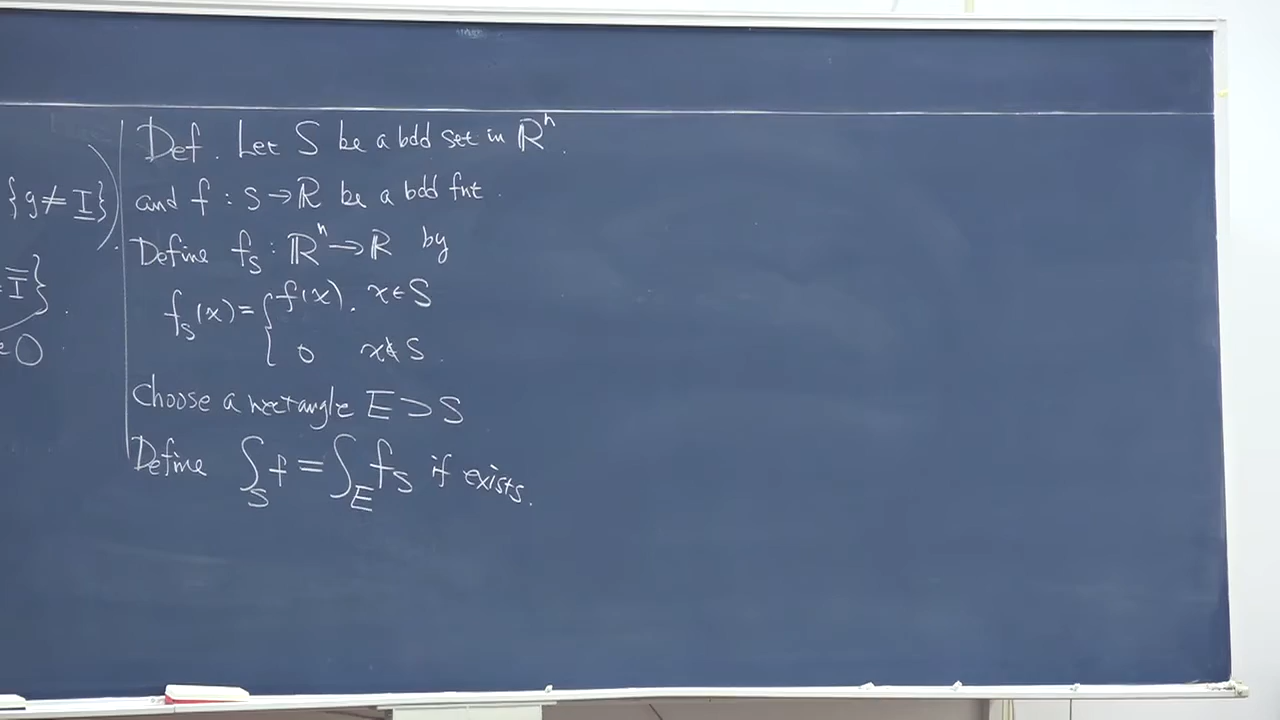 {g≠I})
=I}.
=0.
Def. Let S be a bdd set in ℝⁿ.
and f : S→ℝ be a bdd fnt.
Define f_S : ℝⁿ→ℝ by
f_S(x)={f(x). x∈S
0 x∉S.
Choose a rectangle E⊃S
Define ∫_S f = ∫_E f_S if exists.